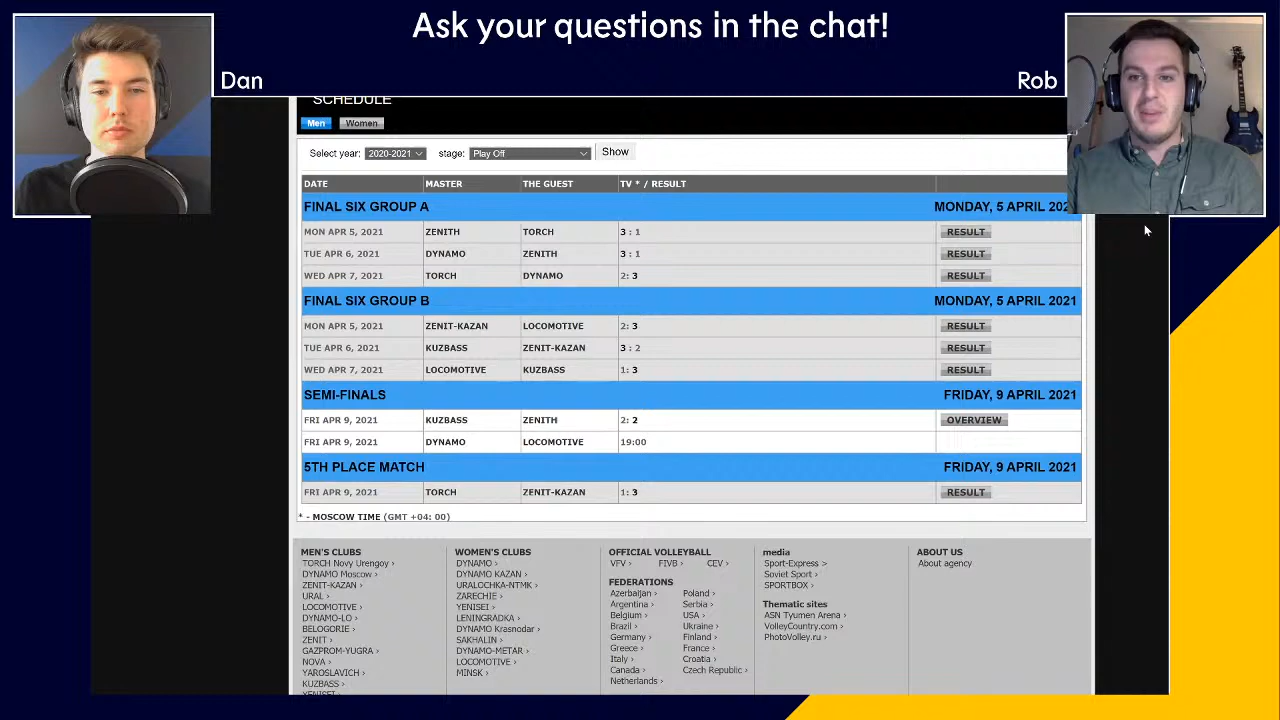 Ask your questions in the chat!
Dan
Rob
SCHEDULE
Men Women
Select year: 2020-2021 stage: Play Off Show
DATE MASTER THE GUEST TV * / RESULT
FINAL SIX GROUP A MONDAY, 5 APRIL 202
MON APR 5, 2021 ZENITH TORCH 3 : 1 RESULT
TUE APR 6, 2021 DYNAMO ZENITH 3 : 1 RESULT
WED APR 7, 2021 TORCH DYNAMO 2: 3 RESULT
FINAL SIX GROUP B MONDAY, 5 APRIL 2021
MON APR 5, 2021 ZENIT-KAZAN LOCOMOTIVE 2: 3 RESULT
TUE APR 6, 2021 KUZBASS ZENIT-KAZAN 3 : 2 RESULT
WED APR 7, 2021 LOCOMOTIVE KUZBASS 1: 3 RESULT
SEMI-FINALS FRIDAY, 9 APRIL 2021
FRI APR 9, 2021 KUZBASS ZENITH 2: 2 OVERVIEW
FRI APR 9, 2021 DYNAMO LOCOMOTIVE 19:00
5TH PLACE MATCH FRIDAY, 9 APRIL 2021
FRI APR 9, 2021 TORCH ZENIT-KAZAN 1: 3 RESULT
* - MOSCOW TIME (GMT +04: 00)
MEN'S CLUBS
TORCH Novy Urengoy ›
DYNAMO Moscow ›
ZENIT-KAZAN ›
URAL ›
LOCOMOTIVE ›
DYNAMO-LO ›
BELOGORIE ›
ZENIT ›
GAZPROM-YUGRA ›
NOVA ›
YAROSLAVICH ›
KUZBASS ›
YENISEI ›
WOMEN'S CLUBS
DYNAMO ›
DYNAMO KAZAN ›
URALOCHKA-NTMK ›
ZARECHIE ›
YENISEI ›
LENINGRADKA ›
DYNAMO Krasnodar ›
SAKHALIN ›
DYNAMO-METAR ›
LOCOMOTIVE ›
MINSK ›
OFFICIAL VOLLEYBALL
VFV › FIVB › CEV ›
FEDERATIONS
Azerbaijan › Poland ›
Argentina › Serbia ›
Belgium › USA ›
Brazil › Ukraine ›
Germany › Finland ›
Greece › France ›
Italy › Croatia ›
Canada › Czech Republic ›
Netherlands ›
media
Sport-Express >
Soviet Sport ›
SPORTBOX ›
Thematic sites
ASN Tyumen Arena ›
VolleyCountry.com ›
PhotoVolley.ru ›
ABOUT US
About agency